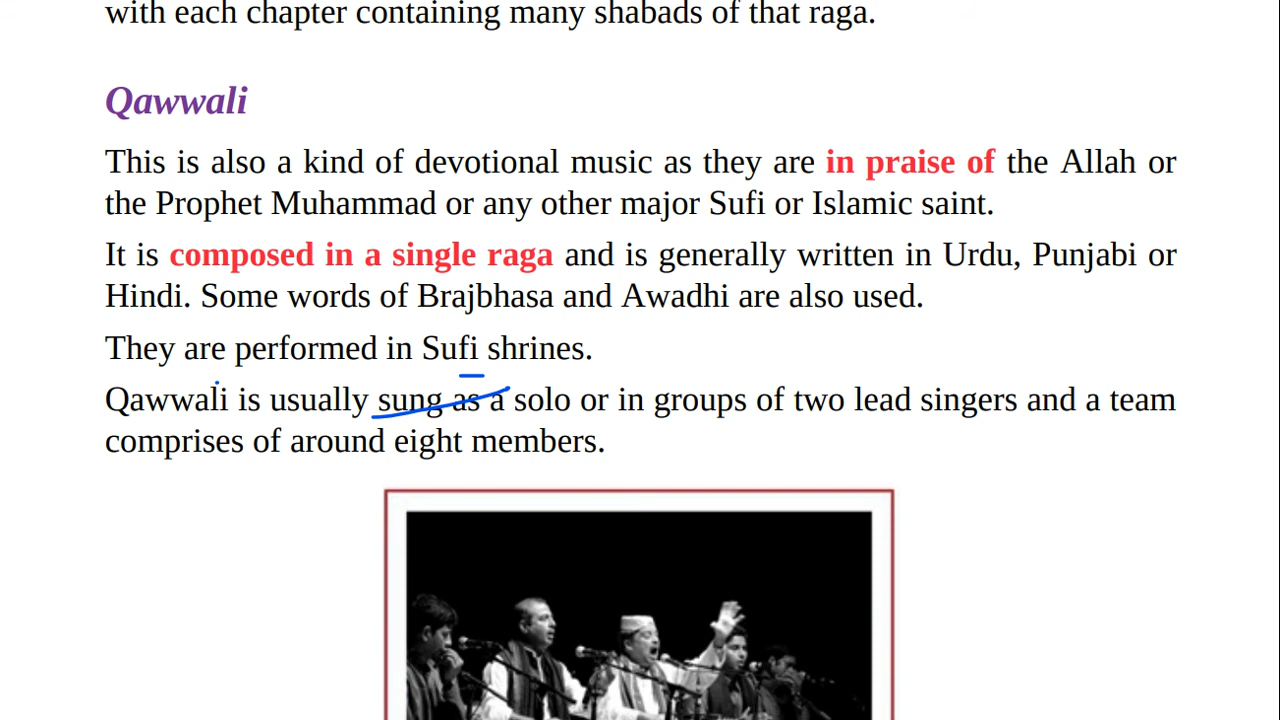 with each chapter containing many shabads of that raga.
Qawwali
This is also a kind of devotional music as they are in praise of the Allah or
the Prophet Muhammad or any other major Sufi or Islamic saint.
It is composed in a single raga and is generally written in Urdu, Punjabi or
Hindi. Some words of Brajbhasa and Awadhi are also used.
They are performed in Sufi shrines.
Qawwali is usually sung as a solo or in groups of two lead singers and a team
comprises of around eight members.